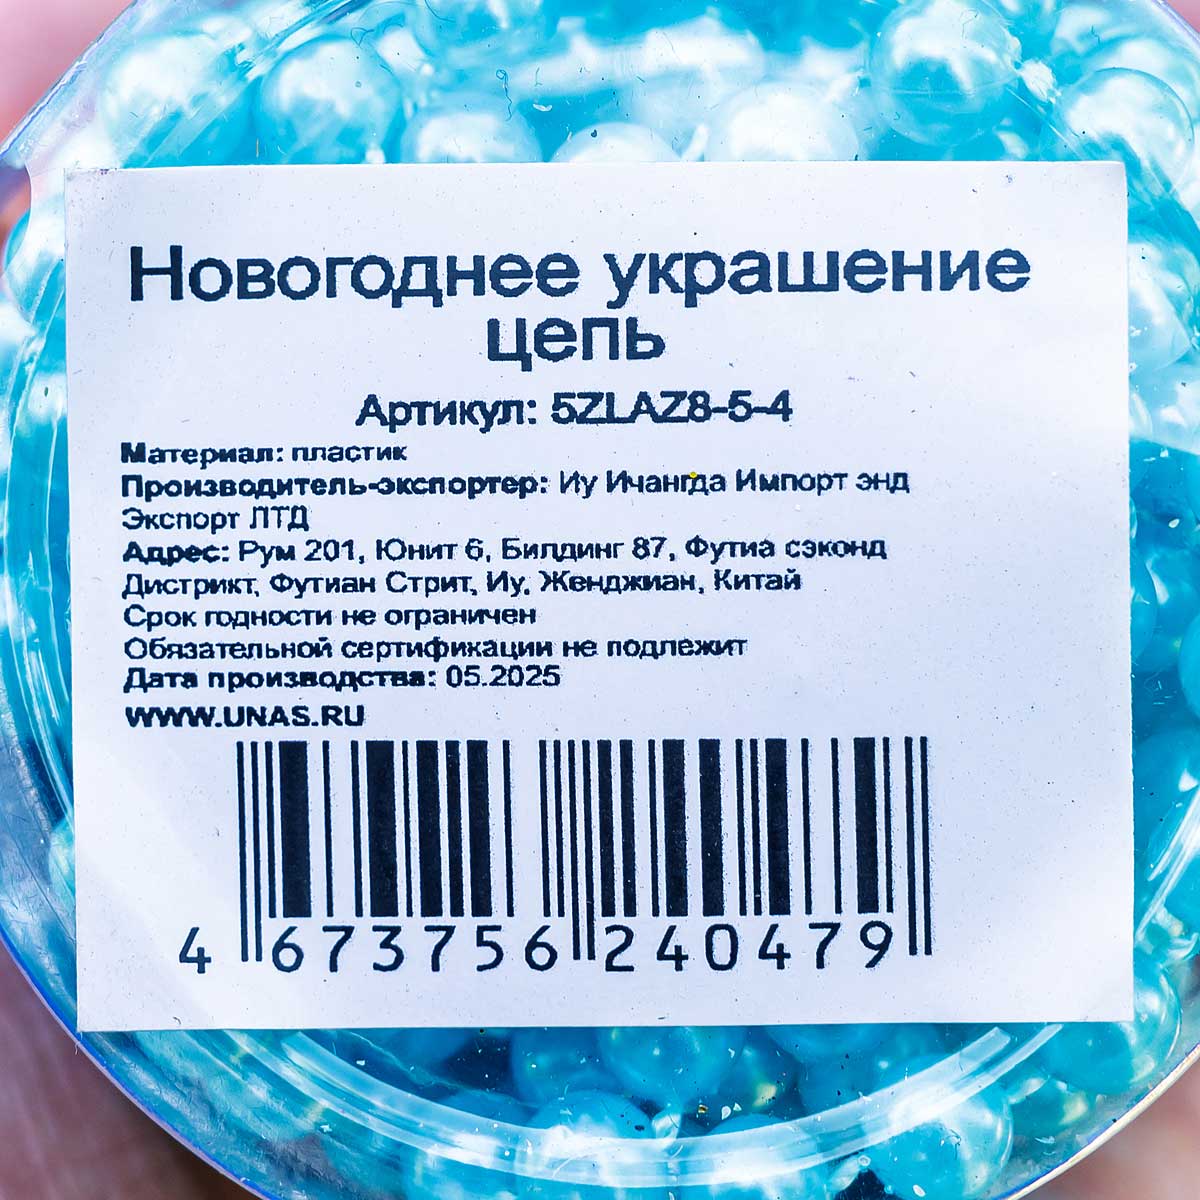 Новогоднее украшение
цепь
Артикул: 5ZLAZ8-5-4
Материал: пластик
Производитель-экспортер: Иу Ичангда Импорт энд
Экспорт ЛТД
Адрес: Рум 201, Юнит 6, Билдинг 87, Футиа сэконд
Дистрикт, Футиан Стрит, Иу, Женджиан, Китай
Срок годности не ограничен
Обязательной сертификации не подлежит
Дата производства: 05.2025
WWW.UNAS.RU
4 673756 240479